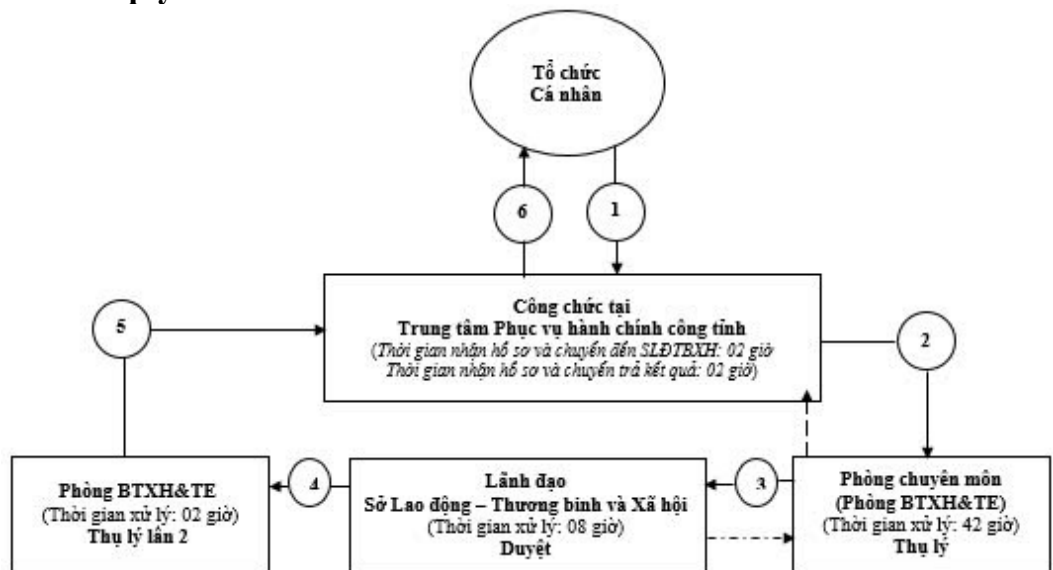 Tổ chức
Cá nhân
6
1
5
Công chức tại
Trung tâm Phục vụ hành chính công tỉnh
(Thời gian nhận hồ sơ và chuyển đến SLĐTBXH: 02 giờ
Thời gian nhận hồ sơ và chuyển trả kết quả: 02 giờ)
2
Phòng BTXH&TE
(Thời gian xử lý: 02 giờ)
Thụ lý lần 2
4
Lãnh đạo
Sở Lao động – Thương binh và Xã hội
(Thời gian xử lý: 08 giờ)
Duyệt
3
Phòng chuyên môn
(Phòng BTXH&TE)
(Thời gian xử lý: 42 giờ)
Thụ lý